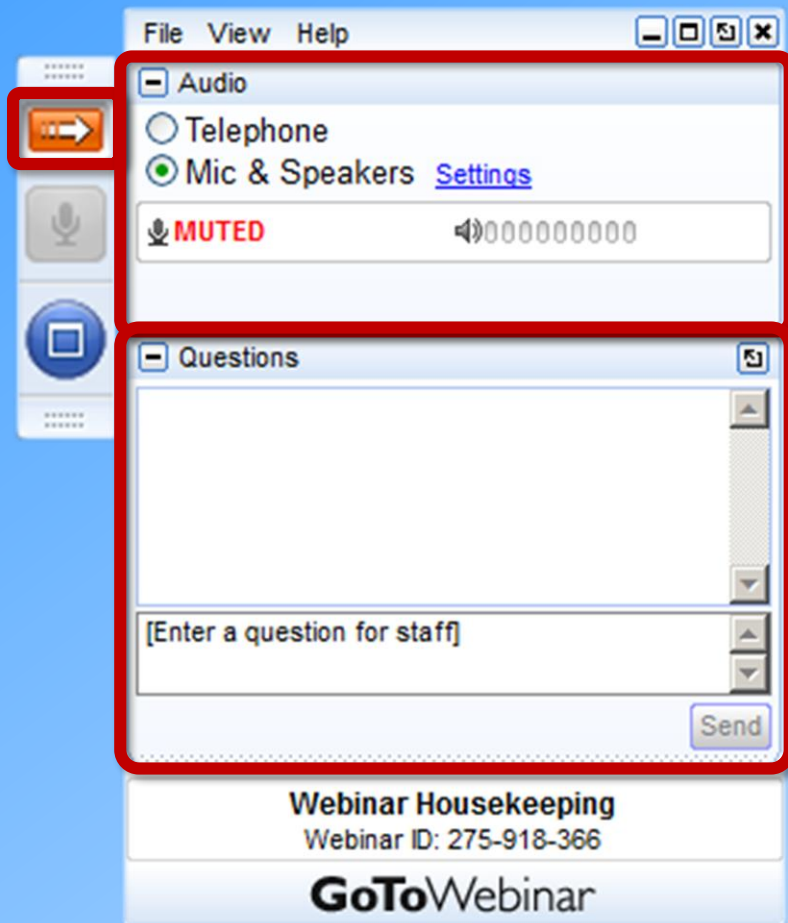 File View Help
Audio
Telephone
Mic & Speakers Settings
MUTED
Questions
[Enter a question for staff]
Send
Webinar Housekeeping
Webinar ID: 275-918-366
GoToWebinar